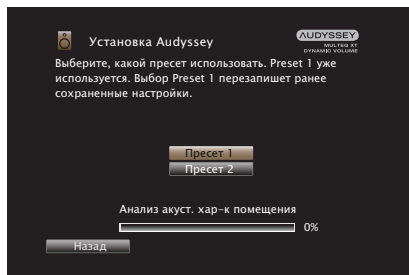 Установка Audyssey
AUDYSSEY
MULTEQ XT
DYNAMIC VOLUME
Выберите, какой пресет использовать. Preset 1 уже
используется. Выбор Preset 1 перезапишет ранее
сохраненные настройки.
Пресет 1
Пресет 2
Анализ акуст. хар-к помещения
0%
Назад